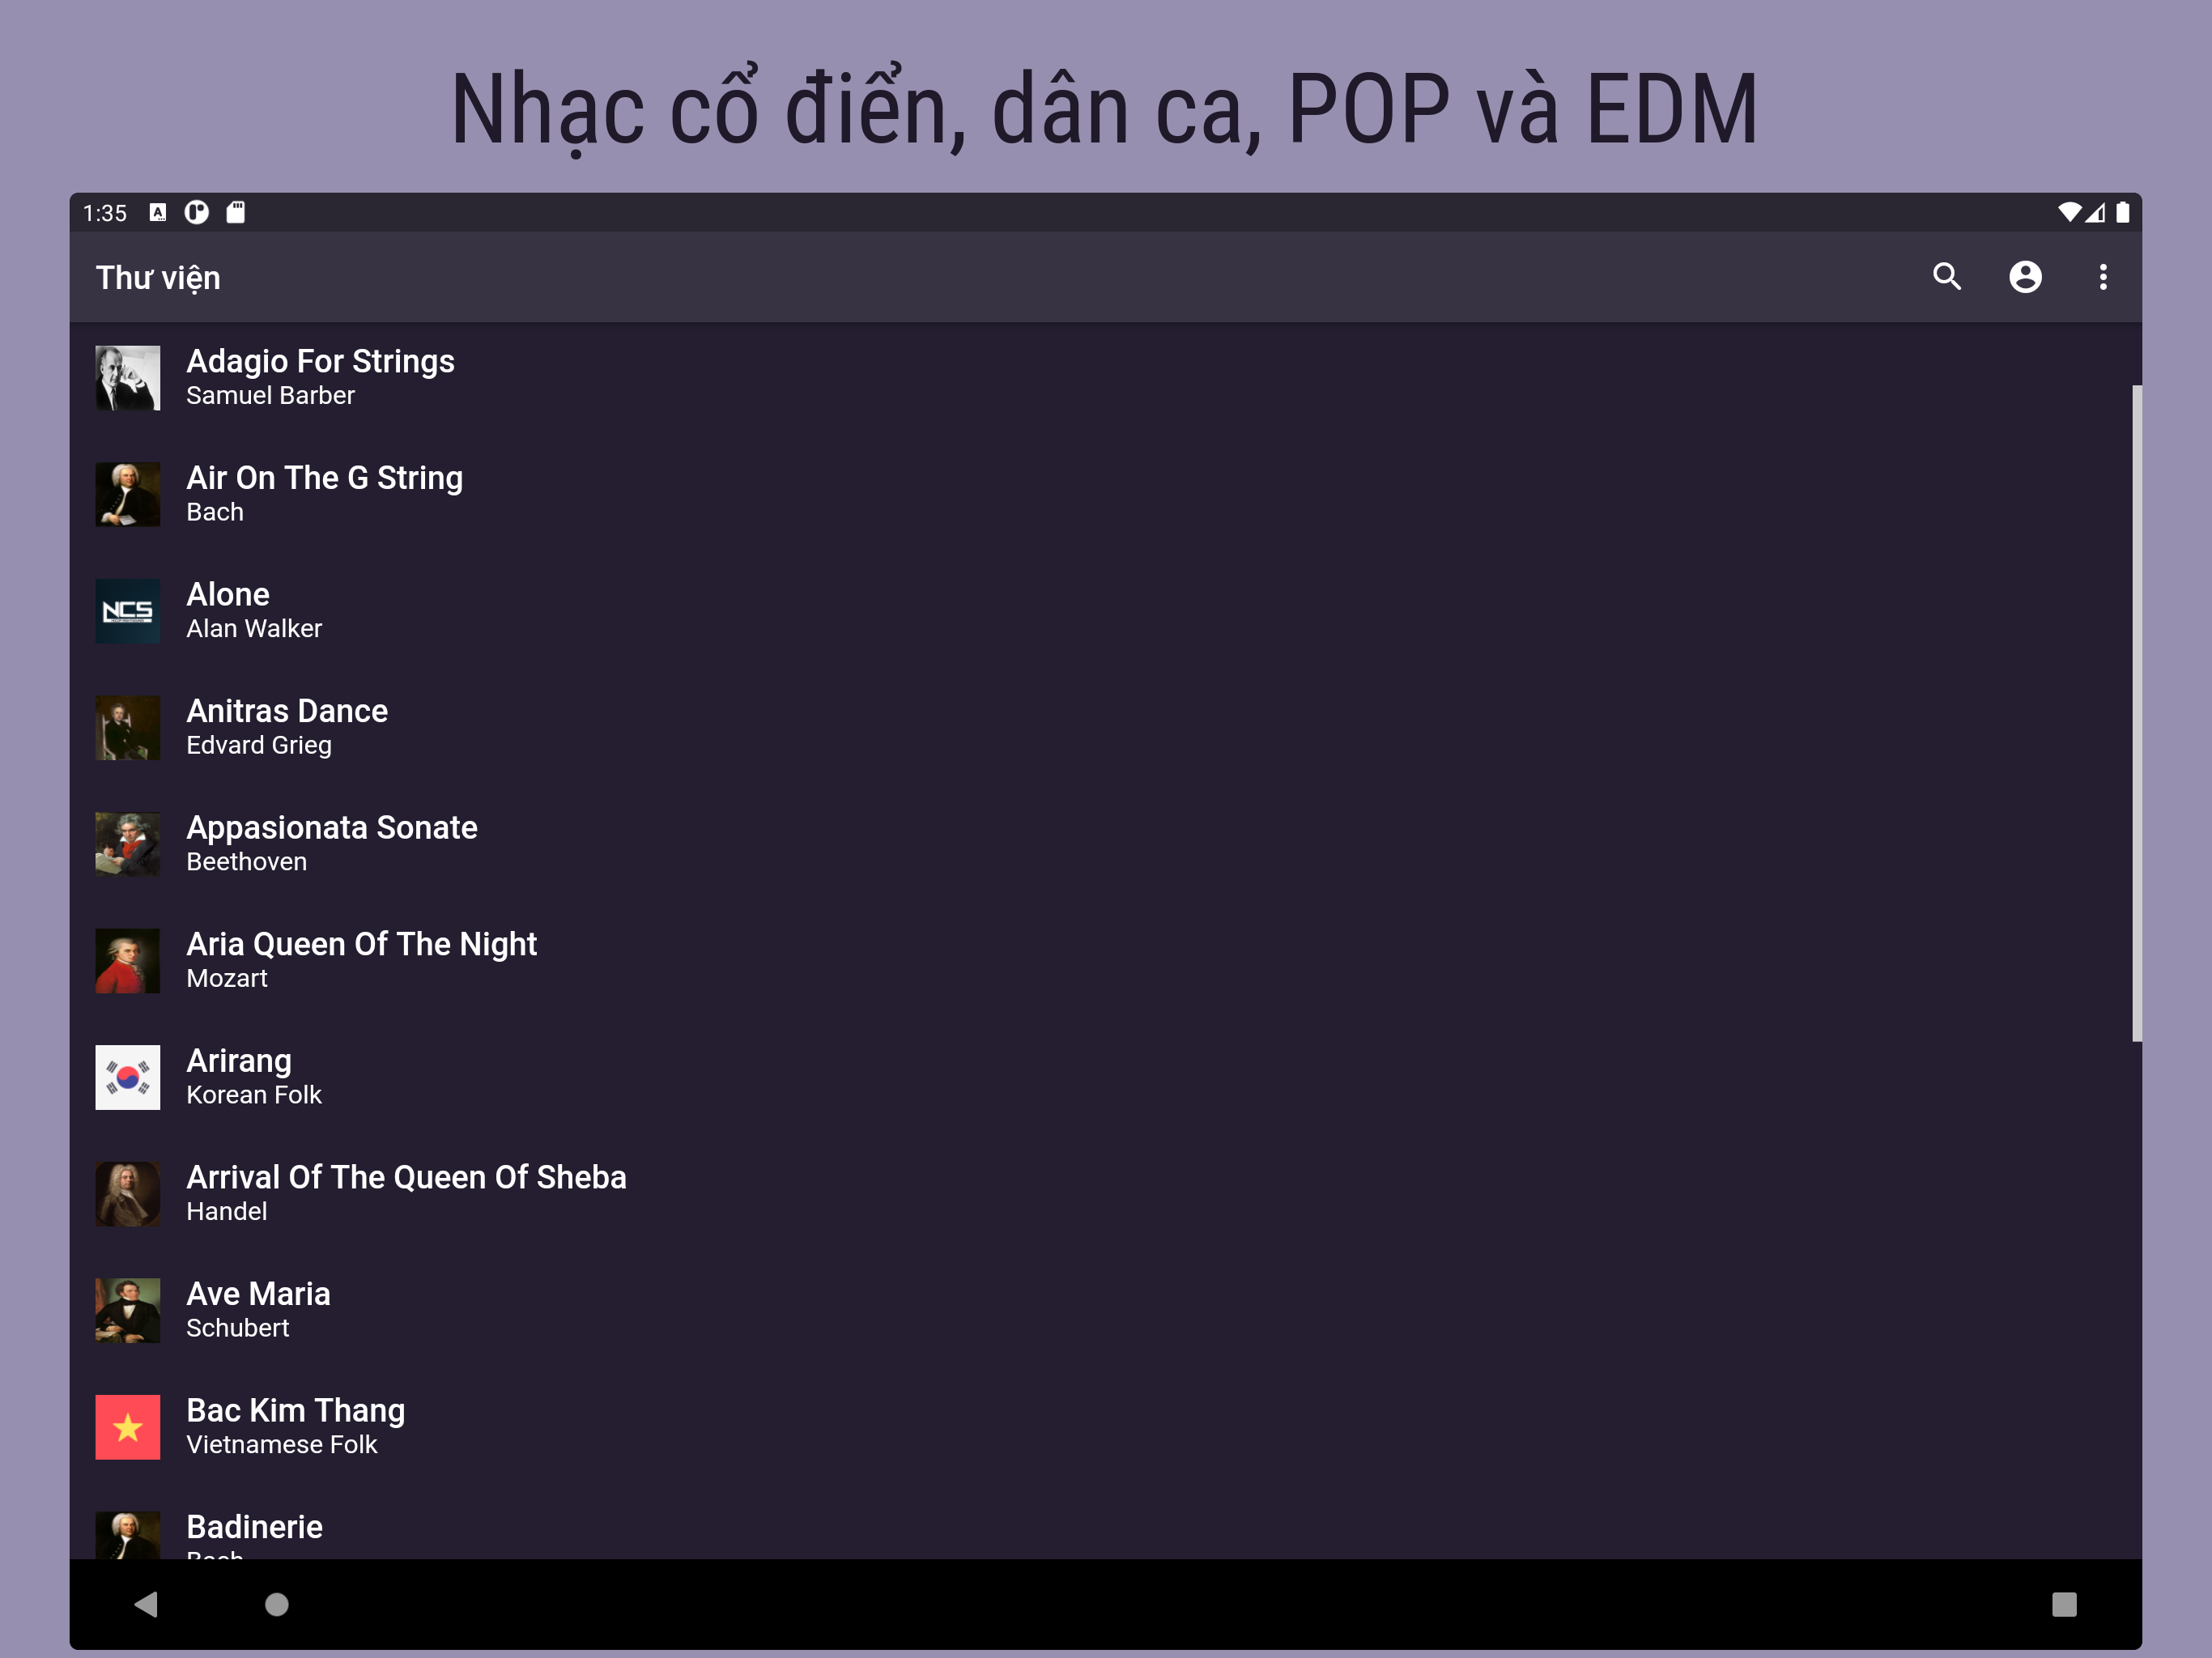 Nhạc cổ điển, dân ca, POP và EDM
1:35
Thư viện
Adagio For Strings
Samuel Barber
Air On The G String
Bach
NCS
Alone
Alan Walker
Anitras Dance
Edvard Grieg
Appasionata Sonate
Beethoven
Aria Queen Of The Night
Mozart
Arirang
Korean Folk
Arrival Of The Queen Of Sheba
Handel
Ave Maria
Schubert
Bac Kim Thang
Vietnamese Folk
Badinerie
Bach